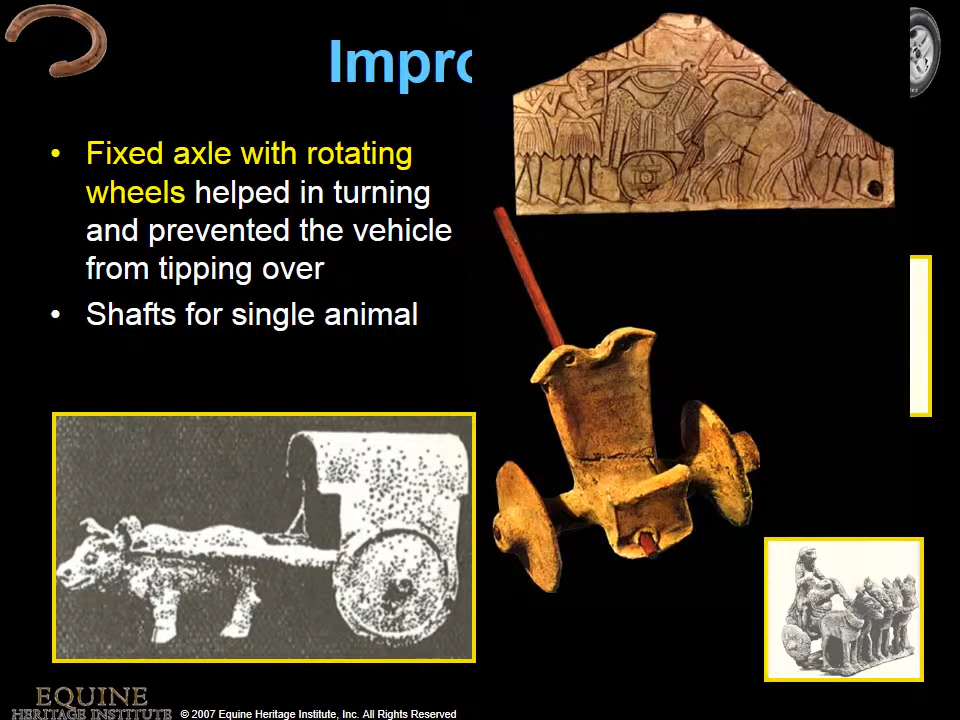 Impro
• Fixed axle with rotating
wheels helped in turning
and prevented the vehicle
from tipping over
• Shafts for single animal
EQUINE
HERITAGE INSTITUTE
© 2007 Equine Heritage Institute, Inc. All Rights Reserved